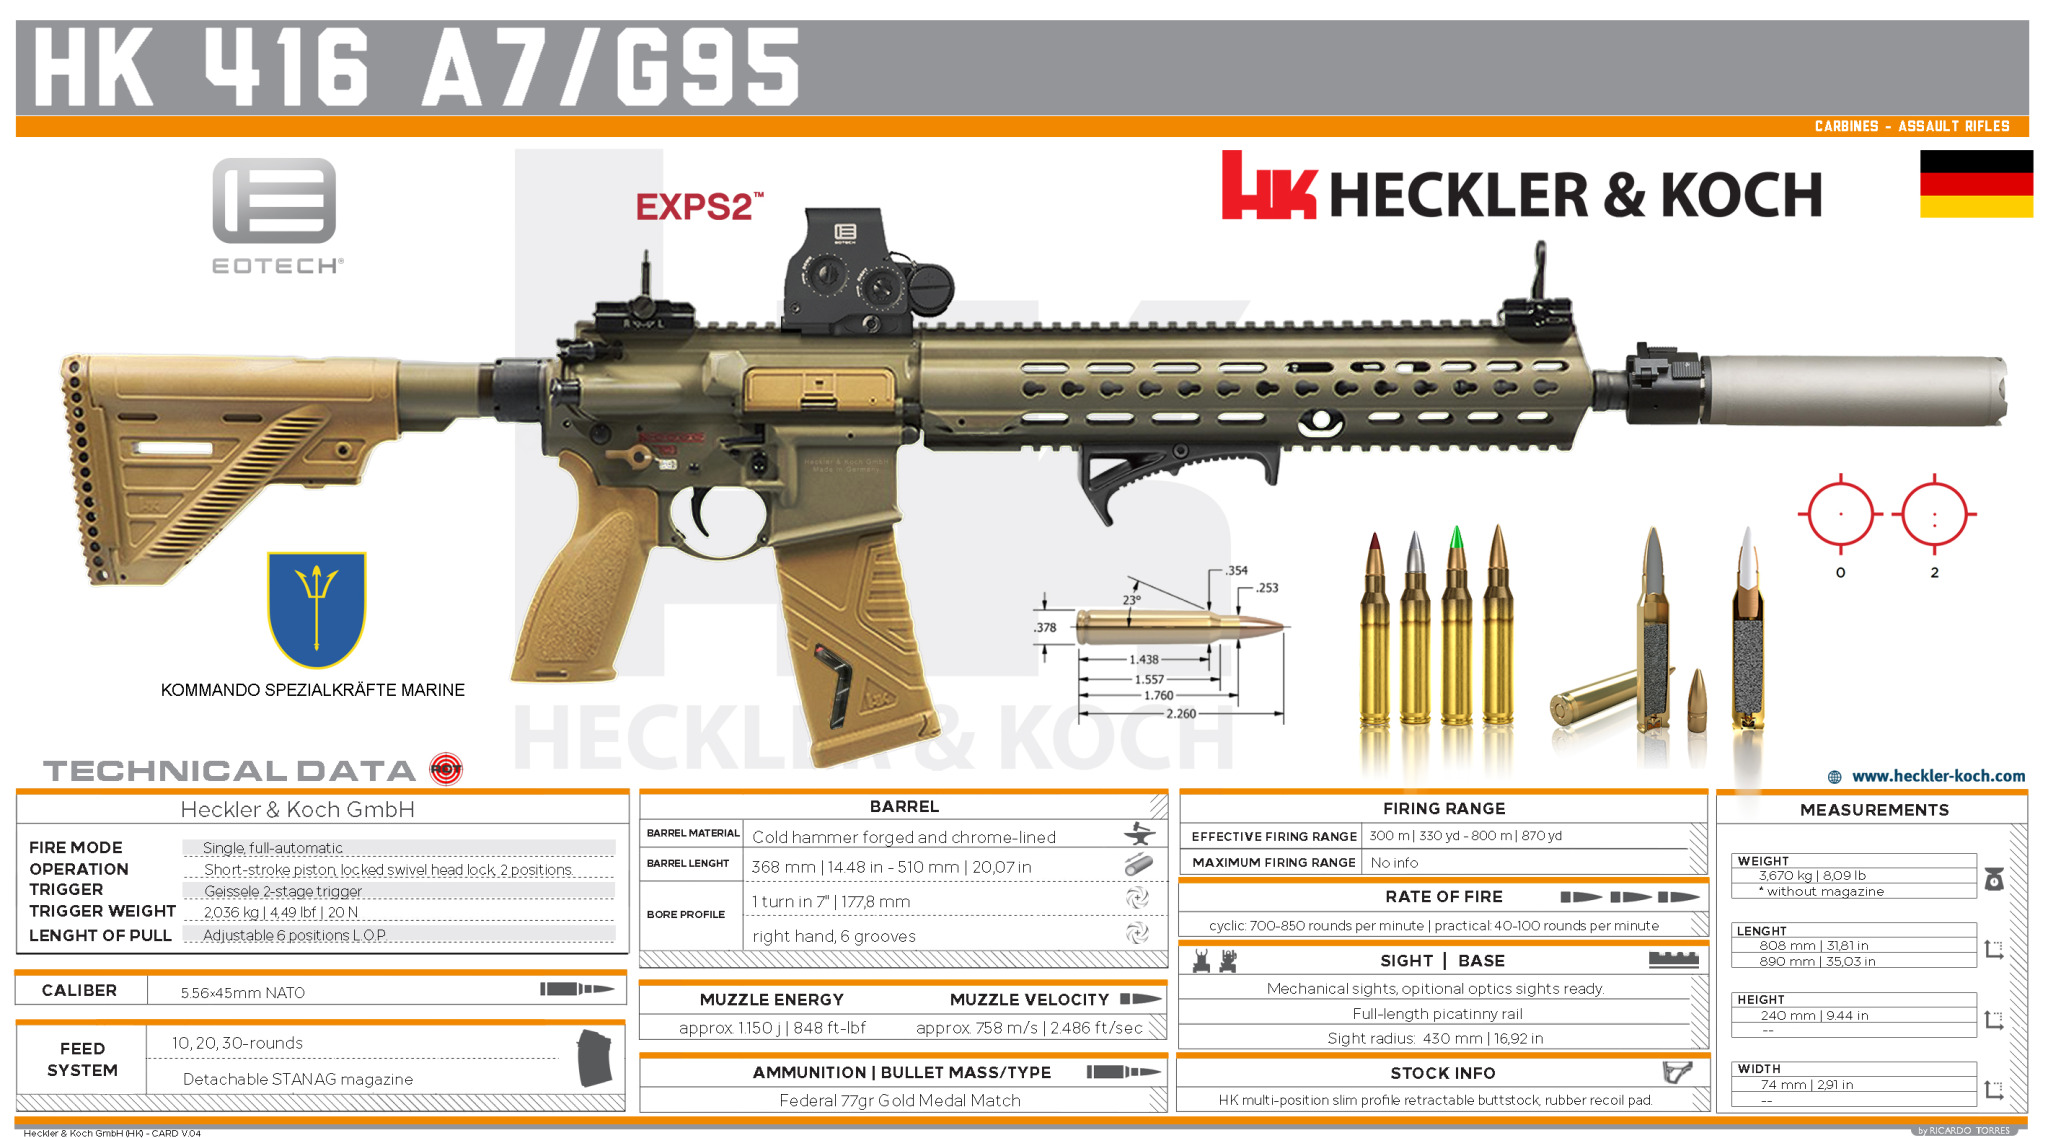 HK 416 A7/G95
CARBINES - ASSAULT RIFLES
EOTECH®
EXPS2™
HK HECKLER & KOCH
EOTECH
R L
Heckler & Koch GmbH
Made in Germany
HK
HK
KOMMANDO SPEZIALKRÄFTE MARINE
HECKLER & KOCH
.354
.253
23°
.378
1.438
1.557
1.760
2.260
0 2
TECHNICAL DATA
www.heckler-koch.com
Heckler & Koch GmbH
FIRE MODE Single, full-automatic
OPERATION Short-stroke piston, locked swivel head lock, 2 positions.
TRIGGER Geissele 2-stage trigger
TRIGGER WEIGHT 2,036 kg | 4,49 lbf | 20 N
LENGHT OF PULL Adjustable 6 positions L.O.P.
CALIBER 5.56×45mm NATO
FEED SYSTEM
10, 20, 30-rounds
Detachable STANAG magazine
BARREL
BARREL MATERIAL Cold hammer forged and chrome-lined
BARREL LENGHT 368 mm | 14.48 in - 510 mm | 20,07 in
BORE PROFILE
1 turn in 7" | 177,8 mm
right hand, 6 grooves
MUZZLE ENERGY MUZZLE VELOCITY
approx. 1.150 j | 848 ft-lbf approx. 758 m/s | 2.486 ft/sec
AMMUNITION | BULLET MASS/TYPE
Federal 77gr Gold Medal Match
FIRING RANGE
EFFECTIVE FIRING RANGE 300 m | 330 yd - 800 m | 870 yd
MAXIMUM FIRING RANGE No info
RATE OF FIRE
cyclic: 700-850 rounds per minute | practical: 40-100 rounds per minute
SIGHT | BASE
Mechanical sights, opitional optics sights ready.
Full-length picatinny rail
Sight radius: 430 mm | 16,92 in
STOCK INFO
HK multi-position slim profile retractable buttstock, rubber recoil pad.
MEASUREMENTS
WEIGHT
3,670 kg | 8,09 lb
* without magazine
LENGHT
808 mm | 31,81 in
890 mm | 35,03 in
HEIGHT
240 mm | 9.44 in
--
WIDTH
74 mm | 2,91 in
--
Heckler & Koch GmbH (HK) - CARD V.04
by RICARDO TORRES